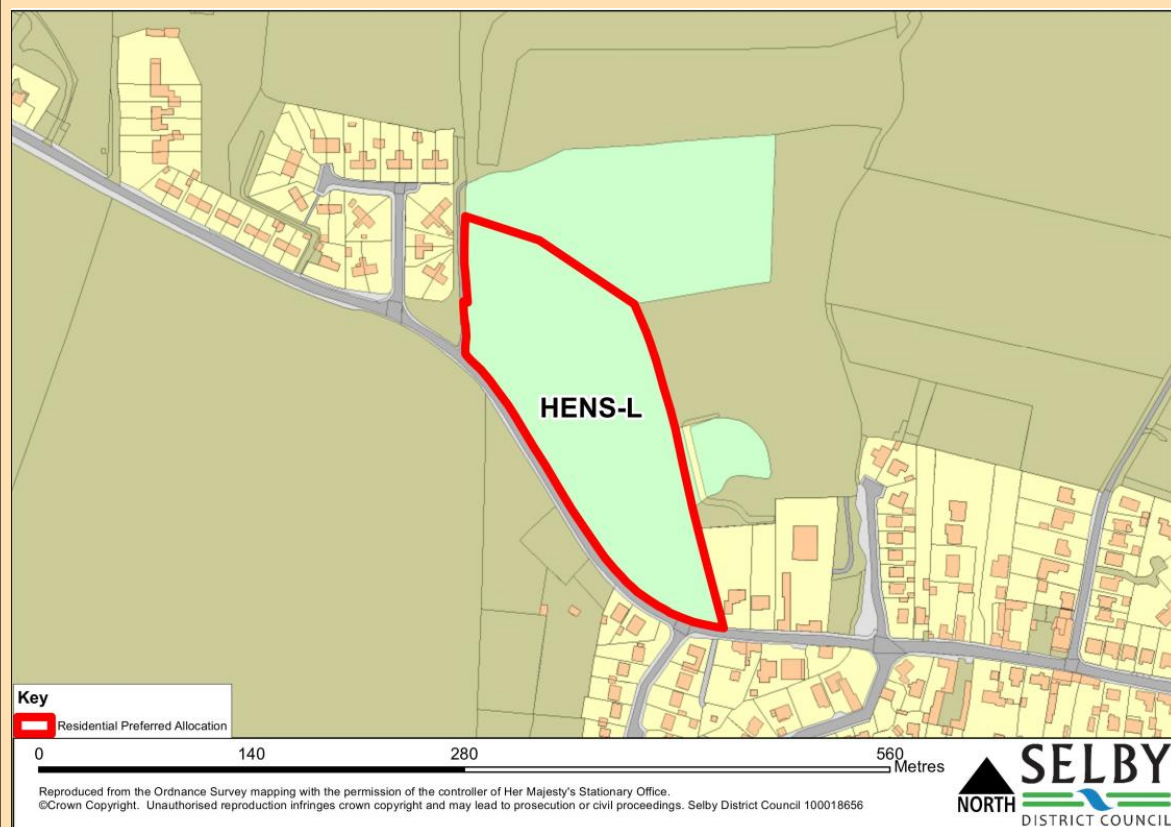 HENS-L
Key
Residential Preferred Allocation
0 140 280 560
Metres
Reproduced from the Ordnance Survey mapping with the permission of the controller of Her Majesty's Stationary Office.
©Crown Copyright. Unauthorised reproduction infringes crown copyright and may lead to prosecution or civil proceedings. Selby District Council 100018656
NORTH
SELBY
DISTRICT COUNCIL